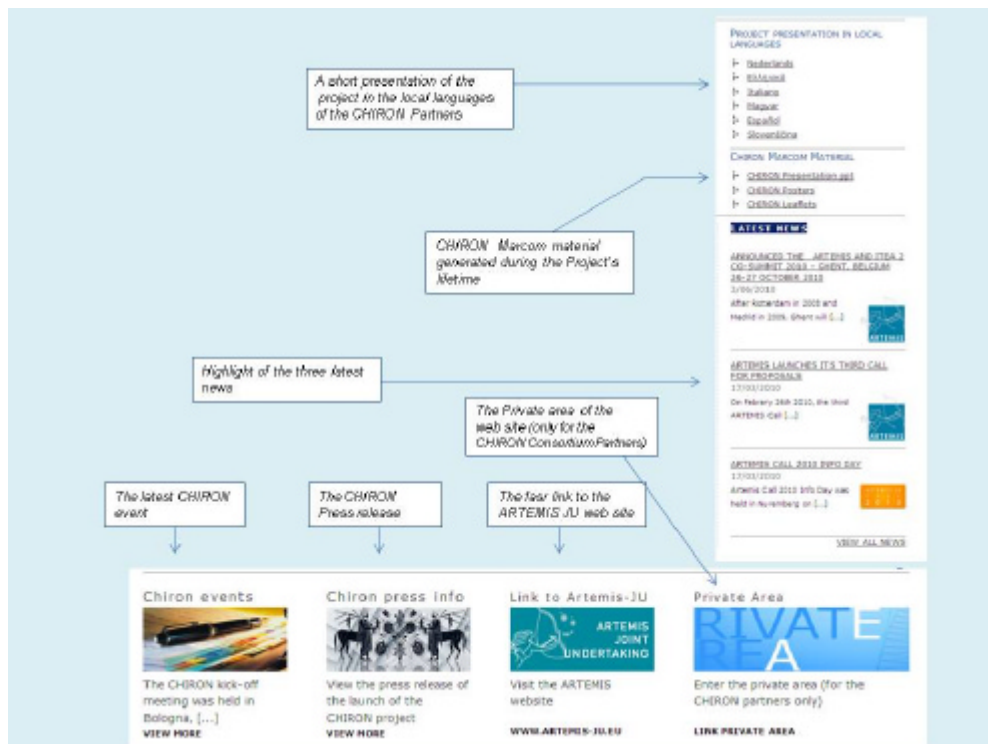 A short presentation of the
project in the local languages
of the CHIRON Partners
PROJECT PRESENTATION IN LOCAL
LANGUAGES
Nederlands
Ελληνικά
Italiano
Magyar
Español
Slovenščina
CHIRON MARCOM MATERIAL
CHIRON Presentation.ppt
CHIRON Posters
CHIRON Leaflets
CHIRON Marcom material
generated during the Project's
lifetime
LATEST NEWS
ANNOUNCED THE ARTEMIS AND ITEA 2
CO-SUMMIT 2010 – GHENT, BELGIUM
26-27 OCTOBER 2010
2/06/2010
After Rotterdam in 2008 and
Madrid in 2009, Ghent will [...]
ARTEMIS
Highlight of the three latest
news
ARTEMIS LAUNCHES ITS THIRD CALL
FOR PROPOSALS
17/03/2010
On Febrary 26th 2010, the third
ARTEMIS Call [...]
ARTEMIS
The Private area of the
web site (only for the
CHIRON Consortium Partners)
ARTEMIS CALL 2010 INFO DAY
17/03/2010
Artemis Call 2010 Info Day was
held in Nuremberg on [...]
VIEW ALL NEWS
The latest CHIRON
event
The CHIRON
Press release
The fear link to the
ARTEMIS JU web site
Chiron events
The CHIRON kick-off
meeting was held in
Bologna, [...]
VIEW MORE
Chiron press info
View the press release of
the launch of the
CHIRON project
VIEW MORE
Link to Artemis-JU
ARTEMIS
JOINT
UNDERTAKING
Visit the ARTEMIS
website
WWW.ARTEMIS-JU.EU
Private Area
RIVATE
REA
Enter the private area (for the
CHIRON partners only)
LINK PRIVATE AREA